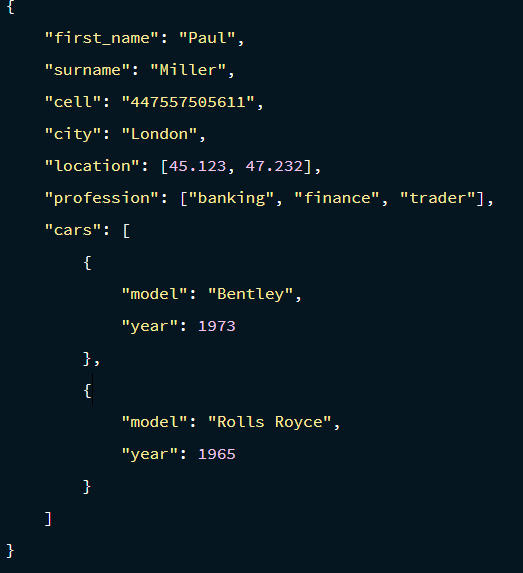 {
    "first_name": "Paul",
    "surname": "Miller",
    "cell": "447557505611",
    "city": "London",
    "location": [45.123, 47.232],
    "profession": ["banking", "finance", "trader"],
    "cars": [
        {
            "model": "Bentley",
            "year": 1973
        },
        {
            "model": "Rolls Royce",
            "year": 1965
        }
    ]
}